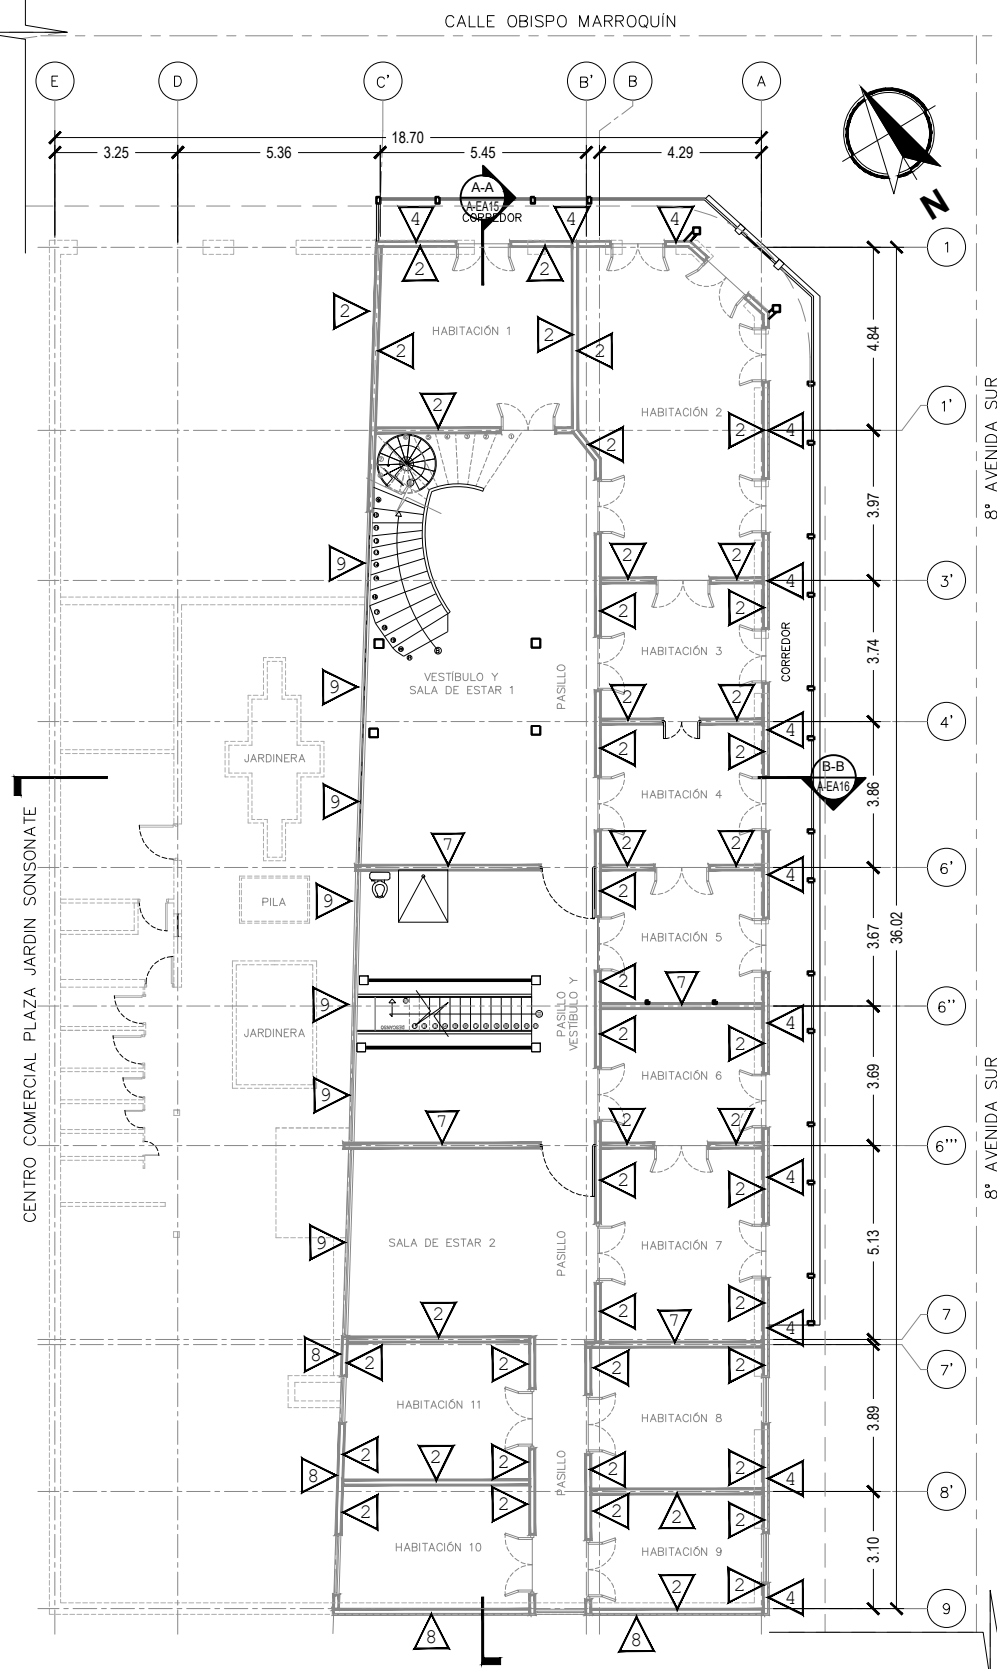 CALLE OBISPO MARROQUÍN
E
D
C'
B'
B
A
18.70
3.25
5.36
5.45
4.29
N
A-A
A-EA15
CORREDOR
4
4
4
1
2
2
2
HABITACIÓN 1
2
2
2
4.84
2
HABITACIÓN 2
1'
2
4
2
8ª AVENIDA SUR
3.97
9
2
2
4
3'
2
2
HABITACIÓN 3
CORREDOR
3.74
9
VESTÍBULO Y
SALA DE ESTAR 1
PASILLO
2
2
4
4'
2
2
JARDINERA
B-B
A-EA16
HABITACIÓN 4
3.86
9
CENTRO COMERCIAL PLAZA JARDIN SONSONATE
7
2
2
4
6'
2
9
PILA
HABITACIÓN 5
3.67
36.02
2
7
9
DESCANSO
PASILLO
VESTÍBULO Y
4
6''
2
2
JARDINERA
HABITACIÓN 6
3.69
9
7
2
2
6'''
8ª AVENIDA SUR
2
2
4
9
SALA DE ESTAR 2
PASILLO
HABITACIÓN 7
5.13
2
2
2
7
4
7
8
2
2
2
2
7'
HABITACIÓN 11
HABITACIÓN 8
3.89
8
2
2
2
PASILLO
2
2
4
8'
2
2
2
2
2
HABITACIÓN 10
HABITACIÓN 9
3.10
2
2
4
9
8
8